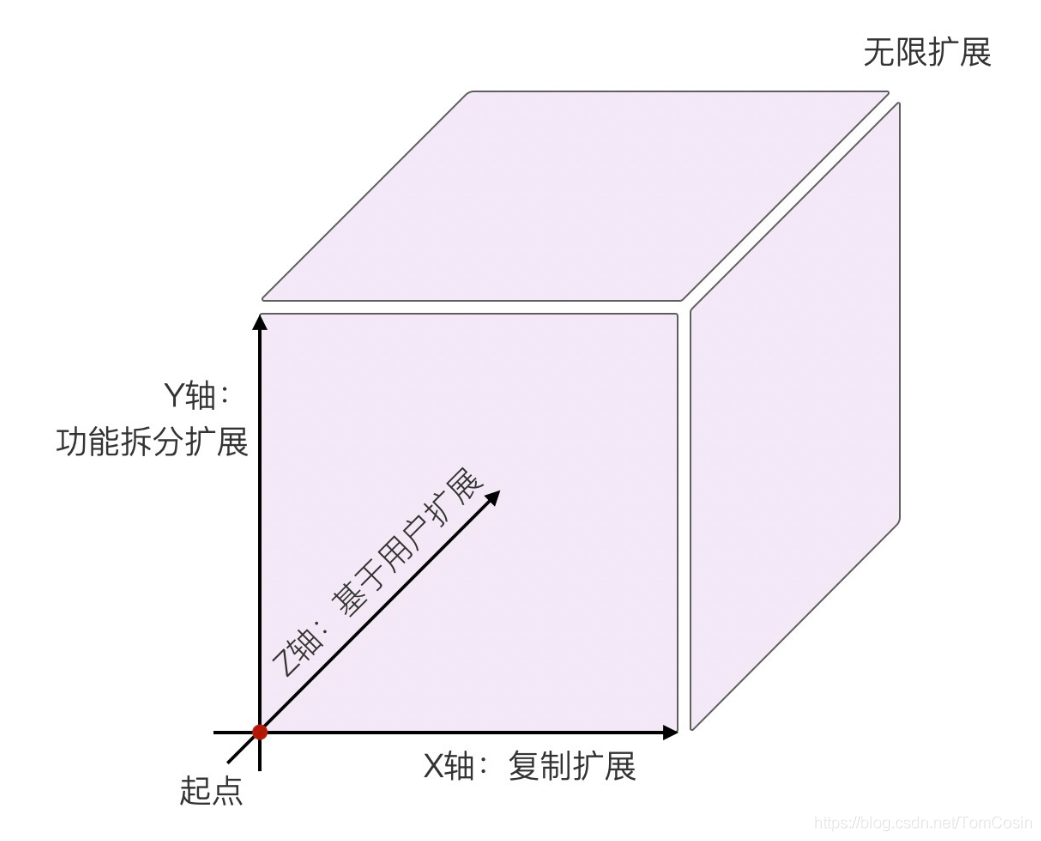 无限扩展
Y轴：
功能拆分扩展
Z轴：基于用户扩展
X轴：复制扩展
起点
https://blog.csdn.net/TomCosin